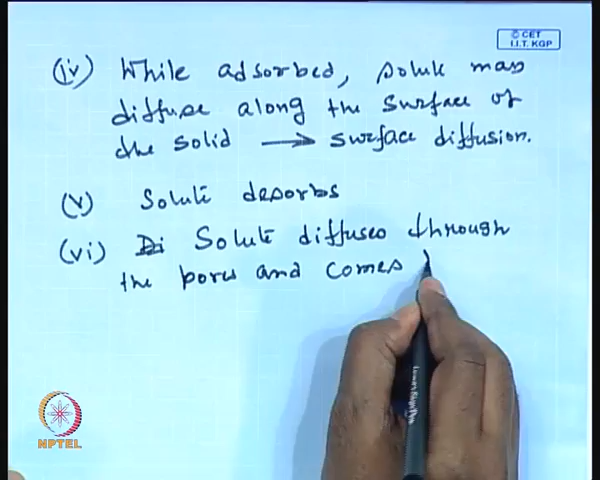 © CET
I.I.T. KGP
(iv) While adsorbed, solute may
diffuse along the surface of
the solid → surface diffusion.
(v) Solute desorbs
(vi) Solute diffuses through
the pores and comes
NPTEL